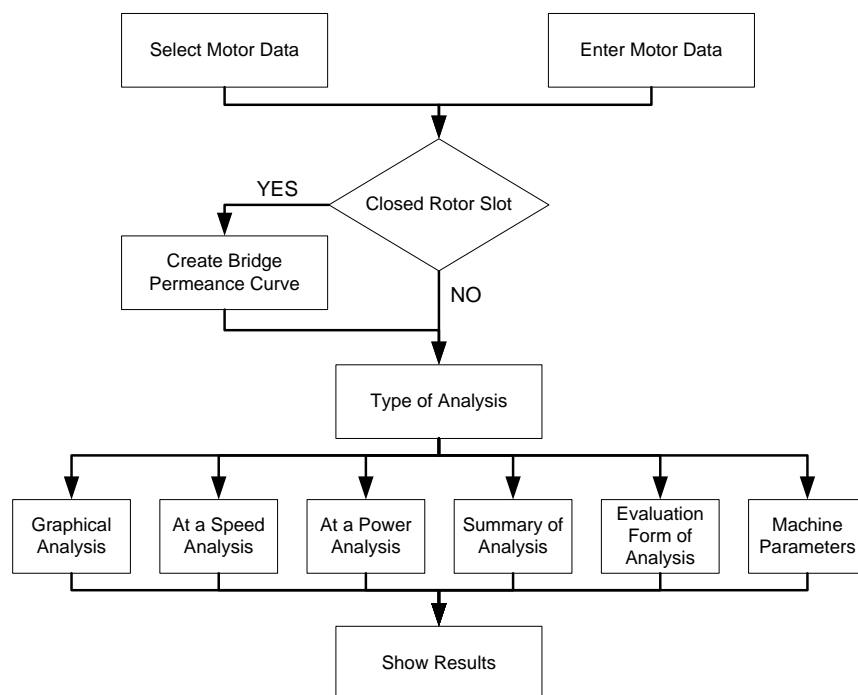 Select Motor Data
Enter Motor Data
YES
Closed Rotor Slot
Create Bridge
Permeance Curve
NO
Type of Analysis
Graphical
Analysis
At a Speed
Analysis
At a Power
Analysis
Summary of
Analysis
Evaluation
Form of
Analysis
Machine
Parameters
Show Results